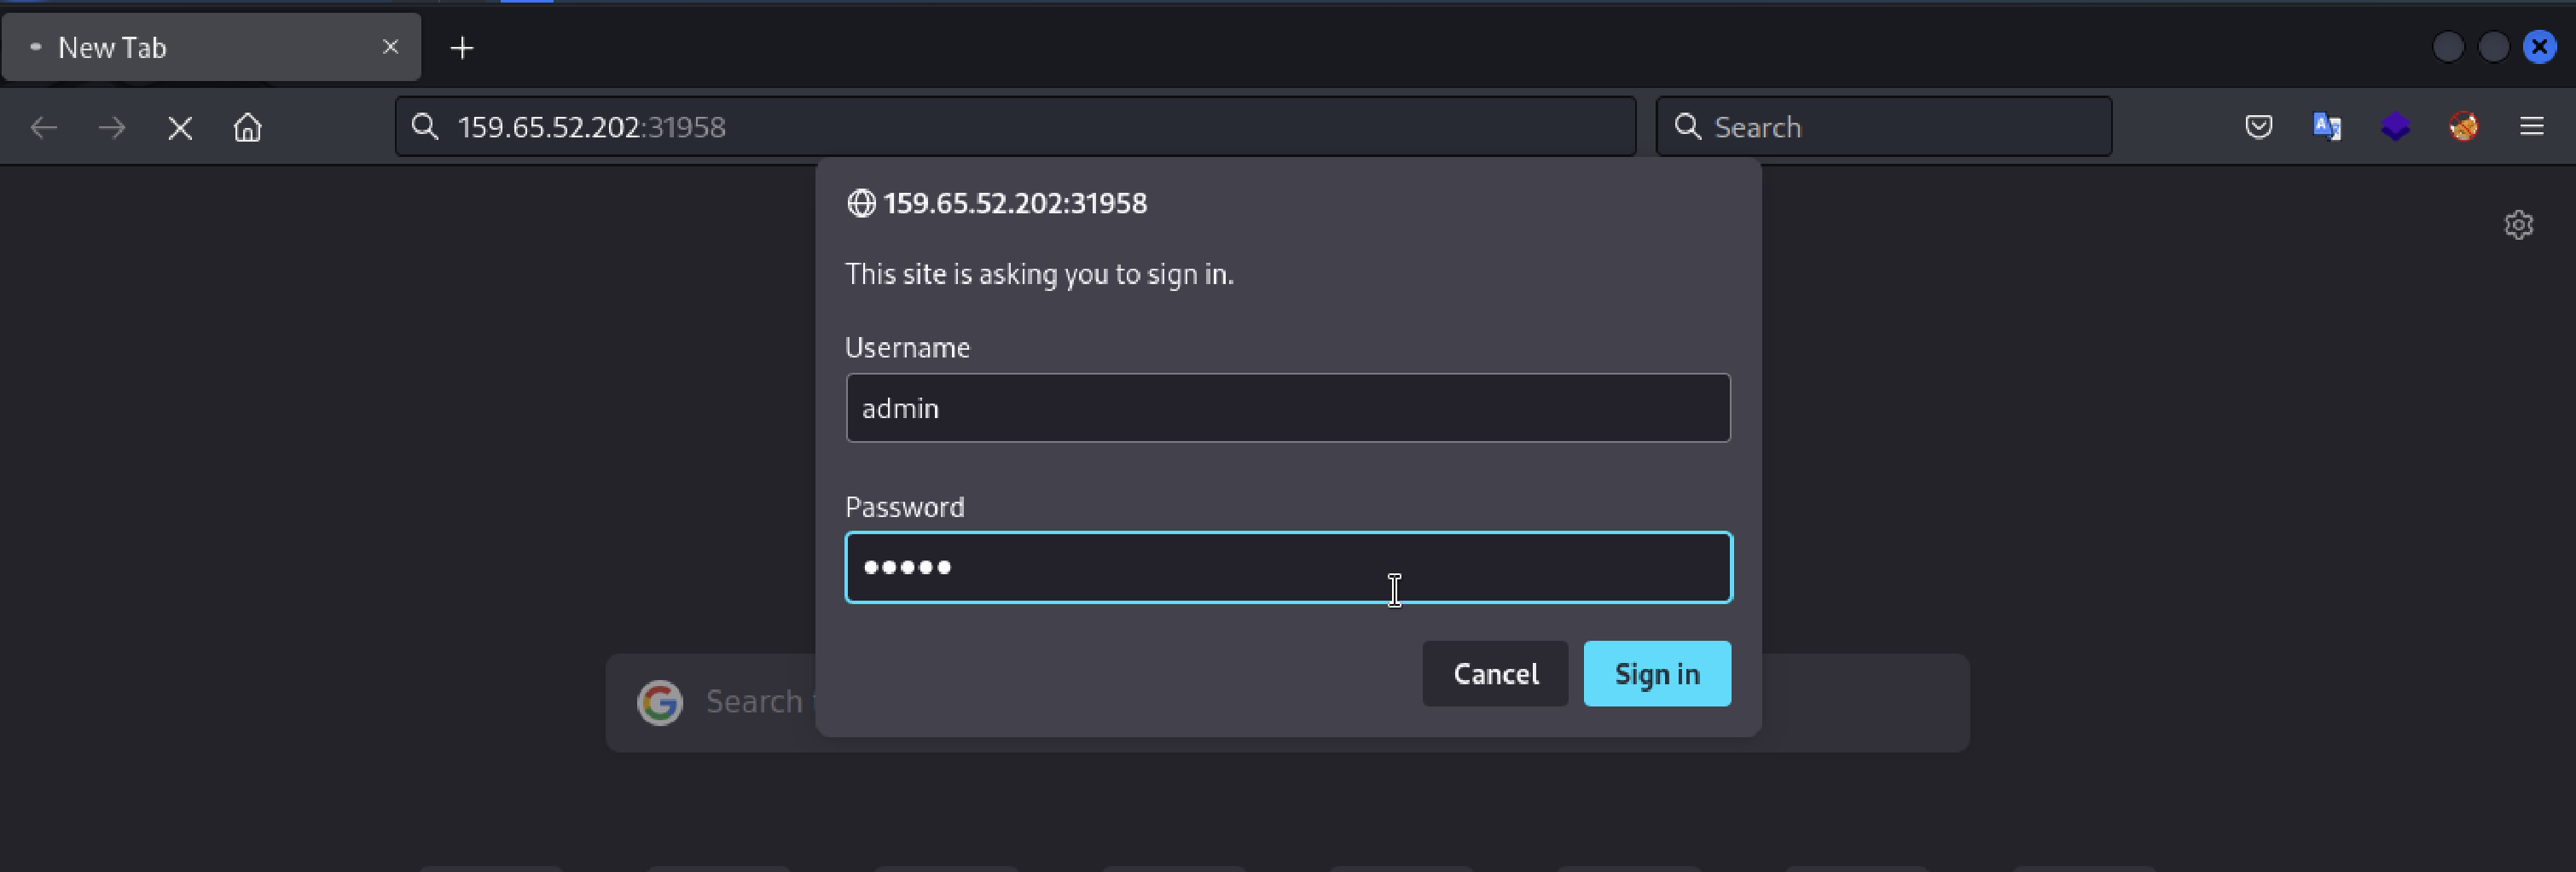 New Tab
159.65.52.202:31958
Search
159.65.52.202:31958
This site is asking you to sign in.
Username
admin
Password
•••••
Cancel
Sign in
Search